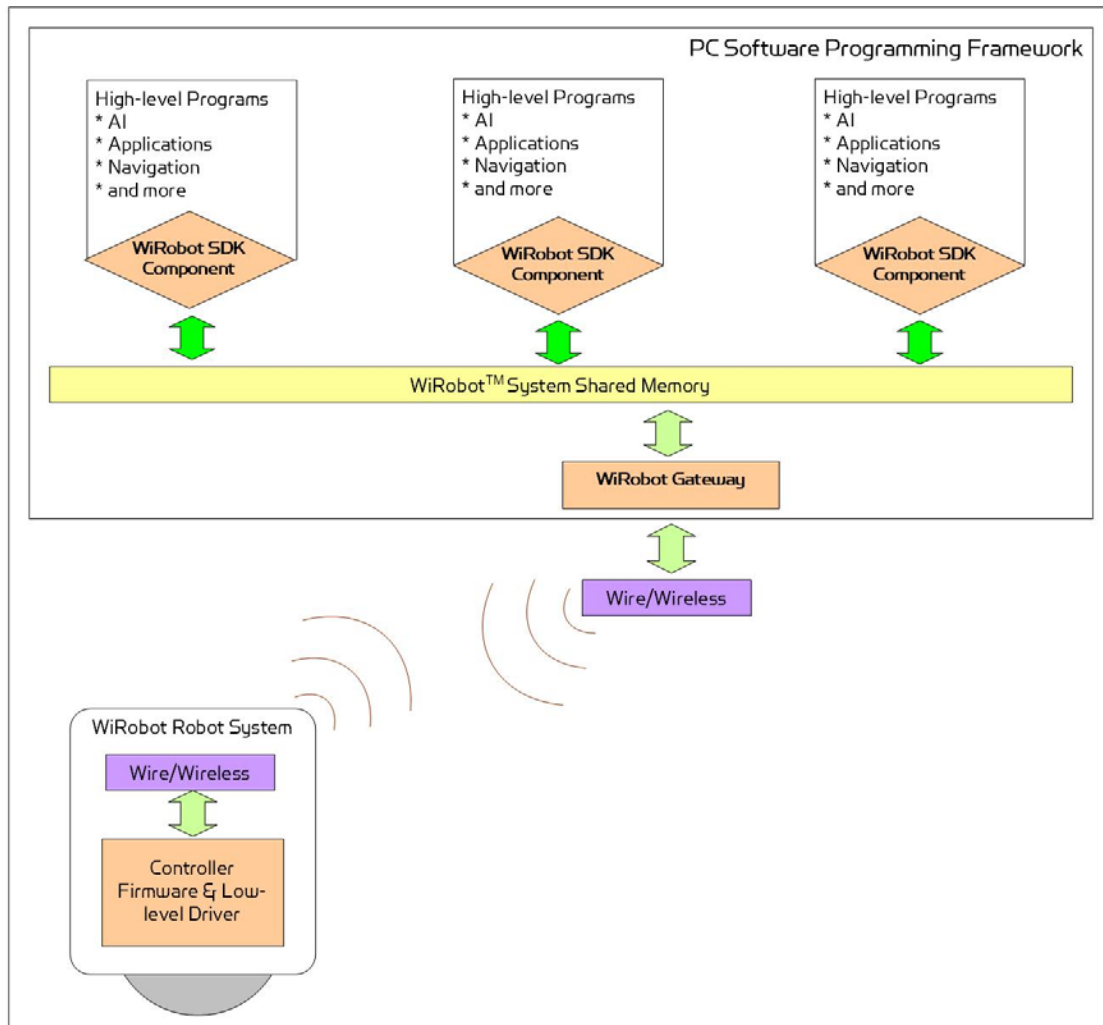 PC Software Programming Framework
High-level Programs
* AI
* Applications
* Navigation
* and more
WiRobot SDK
Component
High-level Programs
* AI
* Applications
* Navigation
* and more
WiRobot SDK
Component
High-level Programs
* AI
* Applications
* Navigation
* and more
WiRobot SDK
Component
WiRobot™ System Shared Memory
WiRobot Gateway
Wire/Wireless
WiRobot Robot System
Wire/Wireless
Controller
Firmware & Low-
level Driver